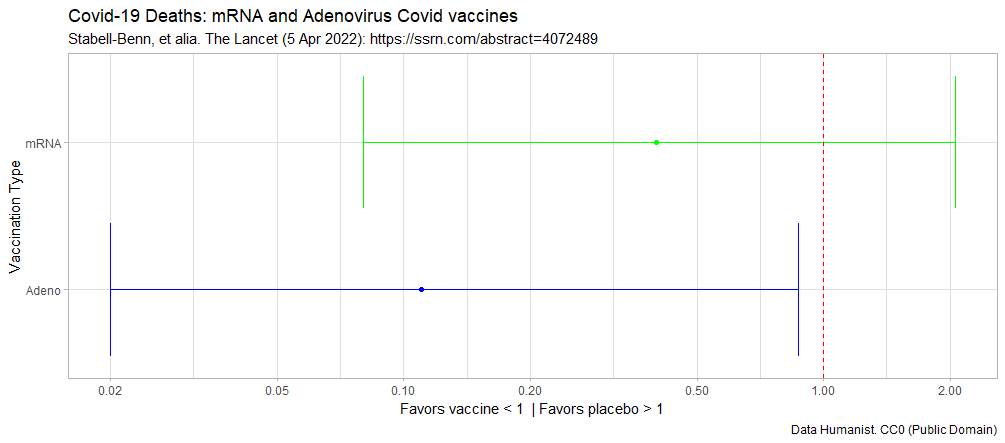 Covid-19 Deaths: mRNA and Adenovirus Covid vaccines
Stabell-Benn, et alia. The Lancet (5 Apr 2022): https://ssrn.com/abstract=4072489
Vaccination Type
mRNA
Adeno
0.02 0.05 0.10 0.20 0.50 1.00 2.00
Favors vaccine < 1 | Favors placebo > 1
Data Humanist. CC0 (Public Domain)